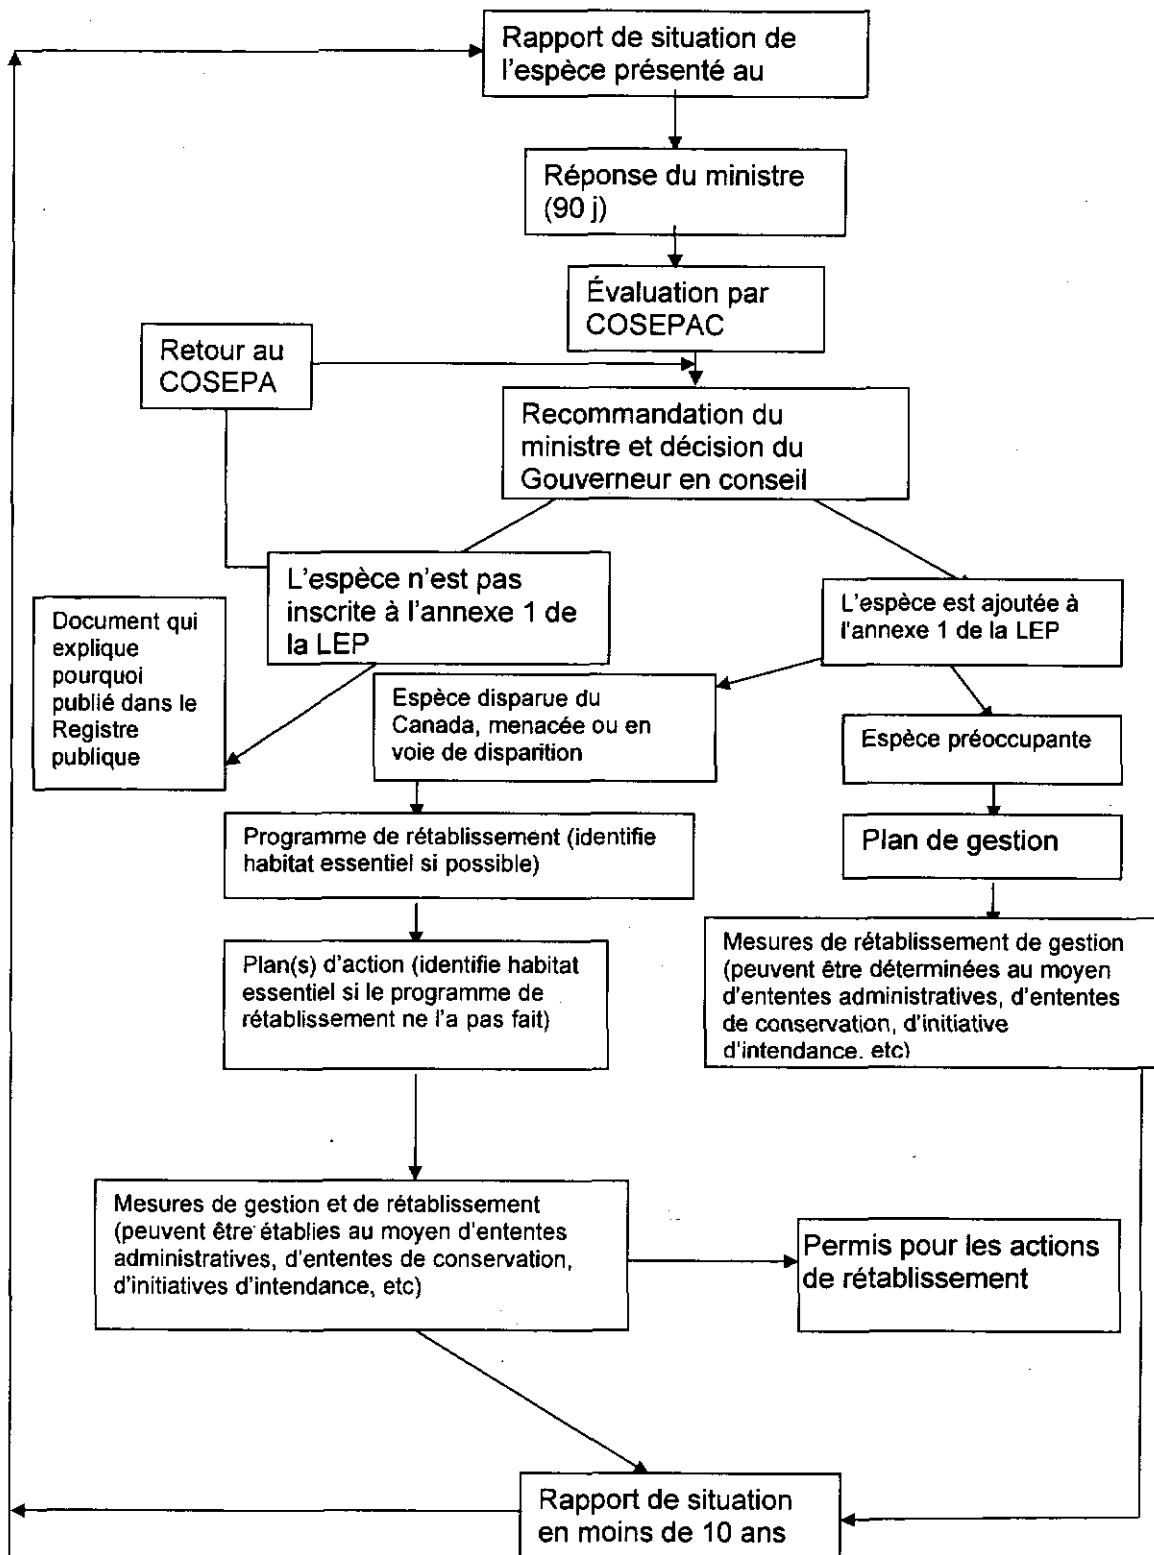 Rapport de situation de
l'espèce présenté au
Réponse du ministre
(90 j)
Évaluation par
COSEPAC
Retour au
COSEPA
Recommandation du
ministre et décision du
Gouverneur en conseil
L'espèce n'est pas
inscrite à l'annexe 1 de
la LEP
L'espèce est ajoutée à
l'annexe 1 de la LEP
Document qui
explique
pourquoi
publié dans le
Registre
publique
Espèce disparue du
Canada, menacée ou en
voie de disparition
Espèce préoccupante
Programme de rétablissement (identifie
habitat essentiel si possible)
Plan de gestion
Plan(s) d'action (identifie habitat
essentiel si le programme de
rétablissement ne l'a pas fait)
Mesures de rétablissement de gestion
(peuvent être déterminées au moyen
d'ententes administratives, d'ententes
de conservation, d'initiative
d'intendance, etc)
Mesures de gestion et de rétablissement
(peuvent être établies au moyen d'ententes
administratives, d'ententes de conservation,
d'initiatives d'intendance, etc)
Permis pour les actions
de rétablissement
Rapport de situation
en moins de 10 ans